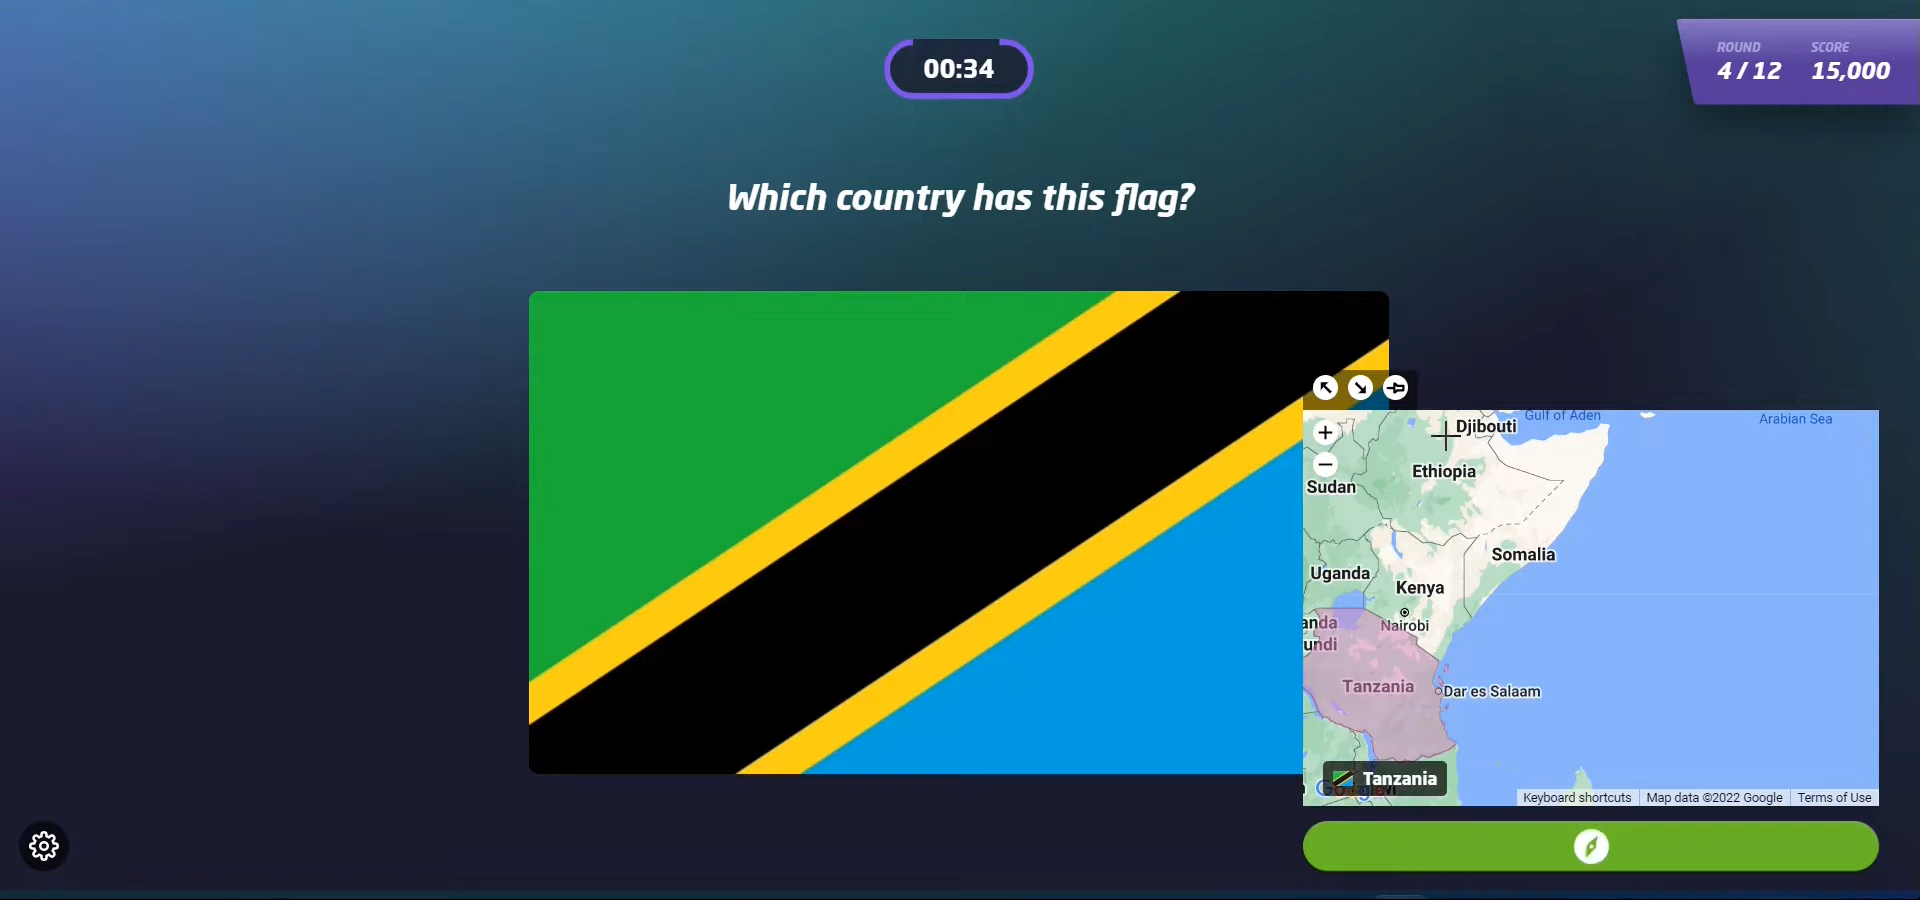 00:34
ROUND
4 / 12
SCORE
15,000
Which country has this flag?
Gulf of Aden
Arabian Sea
Djibouti
Ethiopia
Sudan
Somalia
Uganda
Kenya
Nairobi
anda
undi
Tanzania
Dar es Salaam
Tanzania
Keyboard shortcuts
Map data ©2022 Google
Terms of Use